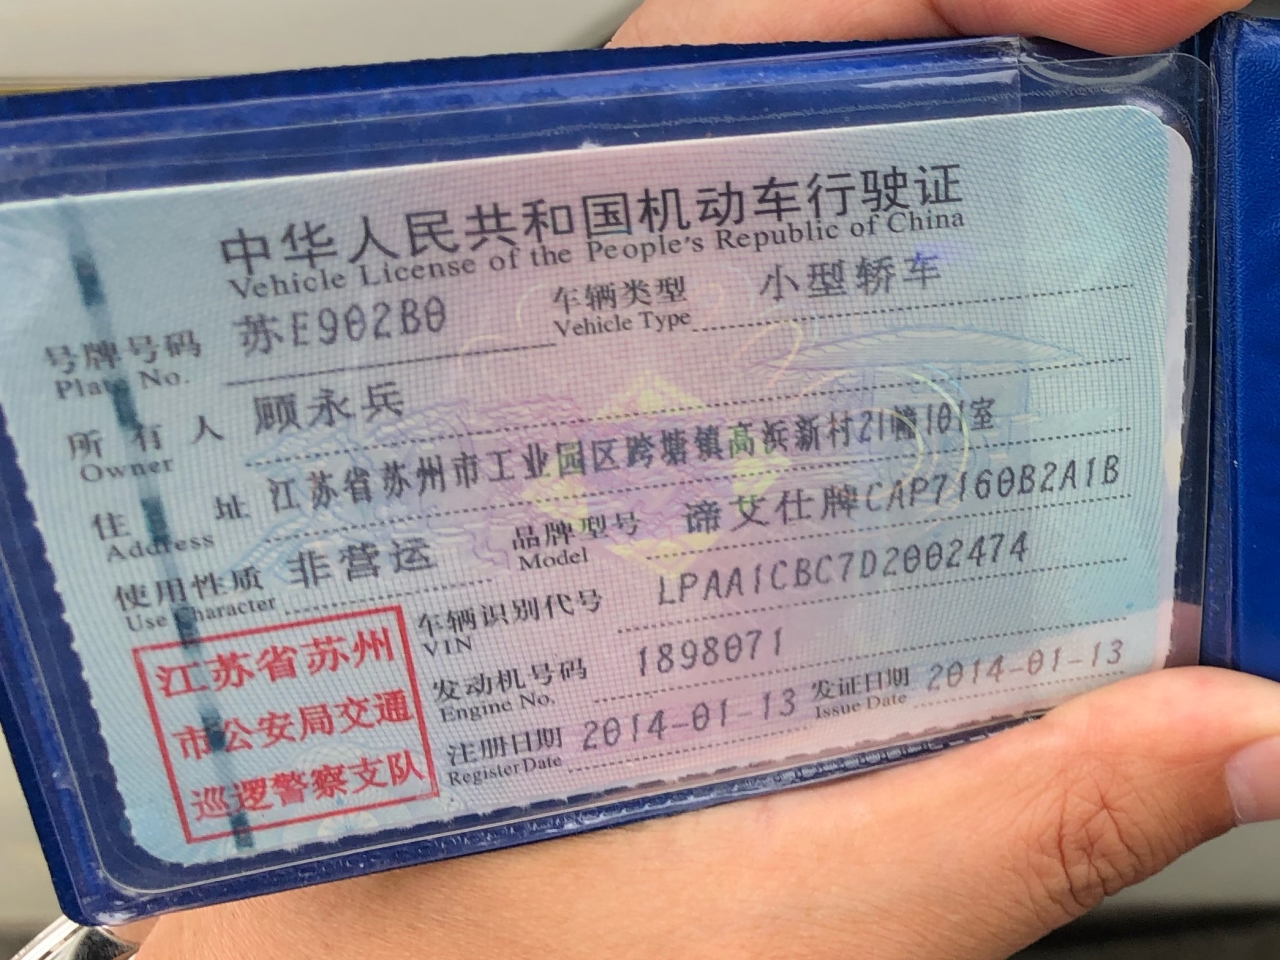 中华人民共和国机动车行驶证
Vehicle License of the People's Republic of China
号牌号码 苏E902B0 车辆类型 小型轿车
Plate No. Vehicle Type
所有人 顾永兵
Owner
住址 江苏省苏州市工业园区跨塘镇高浜新村21幢101室
Address
使用性质 非营运 品牌型号 谛艾仕牌CAP7160B2A1B
Use Character Model
车辆识别代号 LPAA1CBC7D2002474
VIN
发动机号码 1898071
Engine No.
注册日期 2014-01-13 发证日期 2014-01-13
Register Date Issue Date
江苏省苏州
市公安局交通
巡逻警察支队